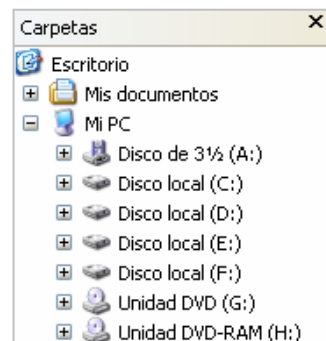 Carpetas
Escritorio
Mis documentos
Mi PC
Disco de 3½ (A:)
Disco local (C:)
Disco local (D:)
Disco local (E:)
Disco local (F:)
Unidad DVD (G:)
Unidad DVD-RAM (H:)